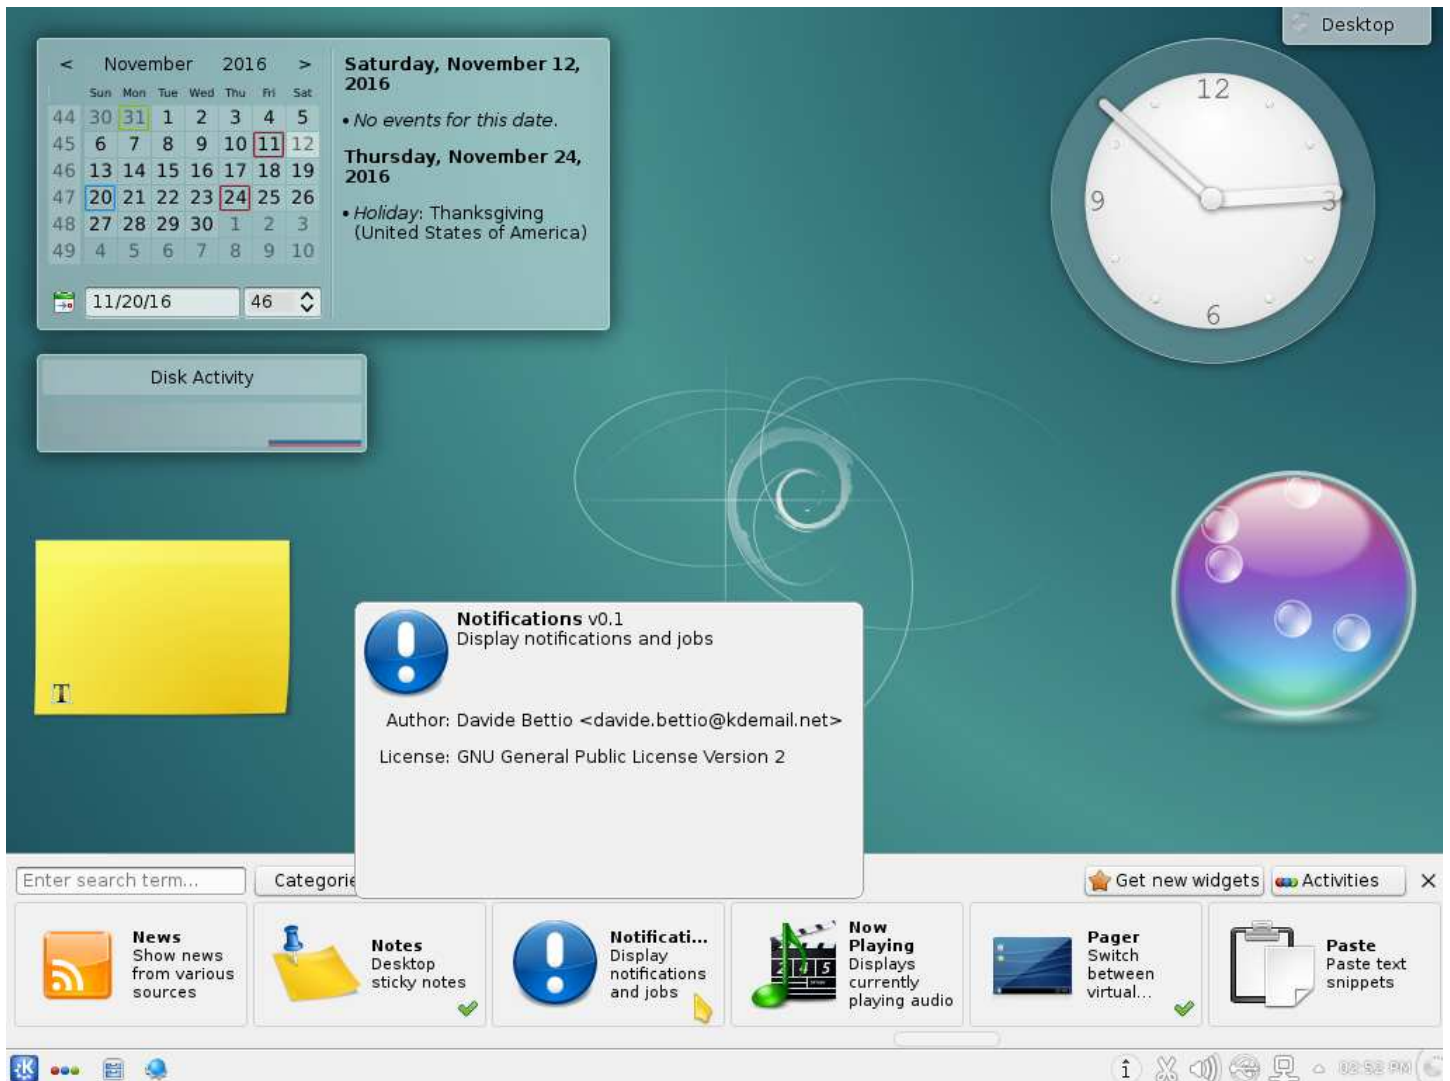 Desktop
< November 2016 >
Sun Mon Tue Wed Thu Fri Sat
44 30 31 1 2 3 4 5
45 6 7 8 9 10 11 12
46 13 14 15 16 17 18 19
47 20 21 22 23 24 25 26
48 27 28 29 30 1 2 3
49 4 5 6 7 8 9 10
11/20/16 46
Saturday, November 12,
2016
• No events for this date.
Thursday, November 24,
2016
• Holiday: Thanksgiving
(United States of America)
12
9
3
6
Disk Activity
T
Notifications v0.1
Display notifications and jobs
Author: Davide Bettio <davide.bettio@kdemail.net>
License: GNU General Public License Version 2
Enter search term... Categorie Get new widgets Activities
News
Show news
from various
sources
Notes
Desktop
sticky notes
Notificati...
Display
notifications
and jobs
Now
Playing
Displays
currently
playing audio
Pager
Switch
between
virtual...
Paste
Paste text
snippets
02:52 PM